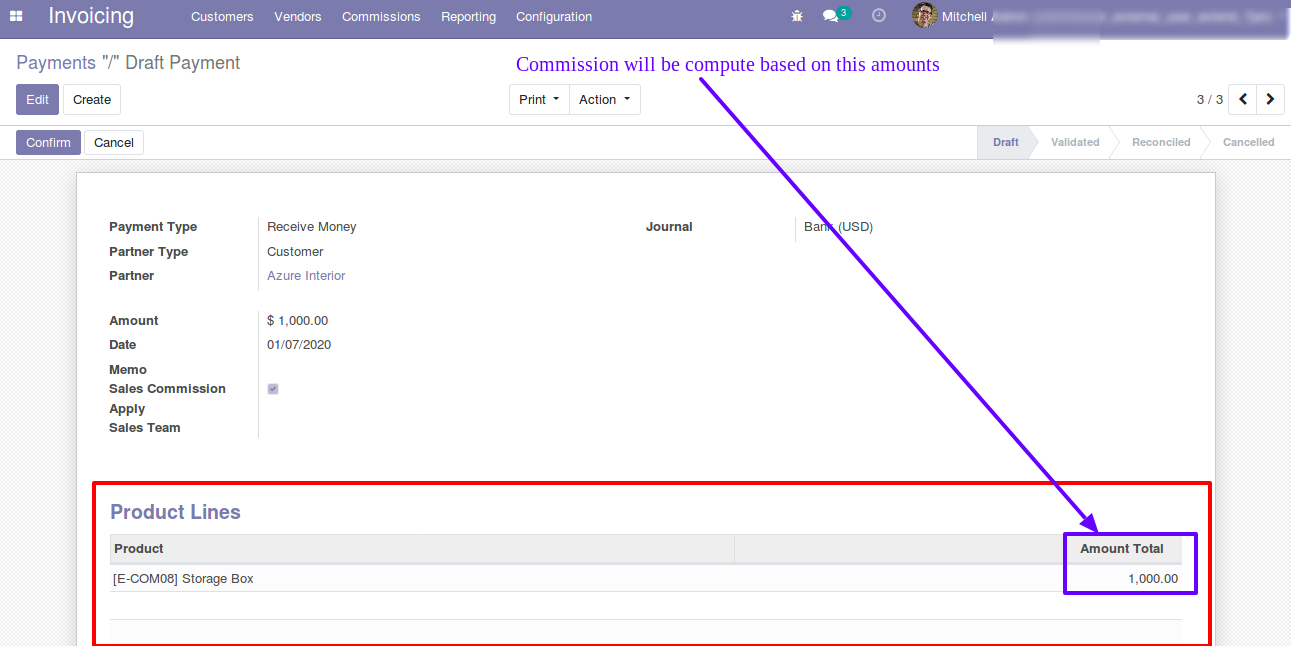 Invoicing Customers Vendors Commissions Reporting Configuration 3 Mitchell
Payments "/" Draft Payment
Commission will be compute based on this amounts
Edit Create Print Action 3 / 3
Confirm Cancel Draft Validated Reconciled Cancelled
Payment Type Receive Money Journal Bank (USD)
Partner Type Customer
Partner Azure Interior
Amount $ 1,000.00
Date 01/07/2020
Memo
Sales Commission
Apply
Sales Team
Product Lines
Product Amount Total
[E-COM08] Storage Box 1,000.00